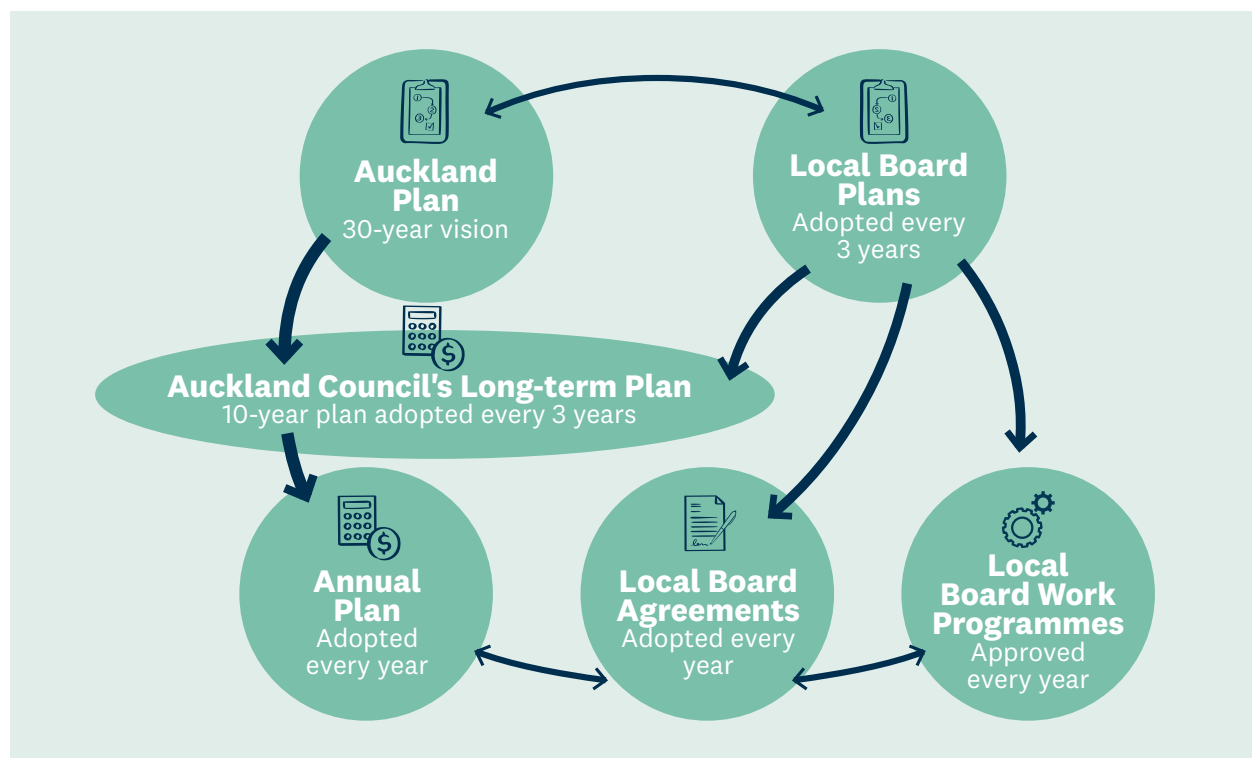 Auckland
Plan
30-year vision
Local Board
Plans
Adopted every
3 years
Auckland Council's Long-term Plan
10-year plan adopted every 3 years
Annual
Plan
Adopted
every year
Local Board
Agreements
Adopted every
year
Local
Board Work
Programmes
Approved
every year